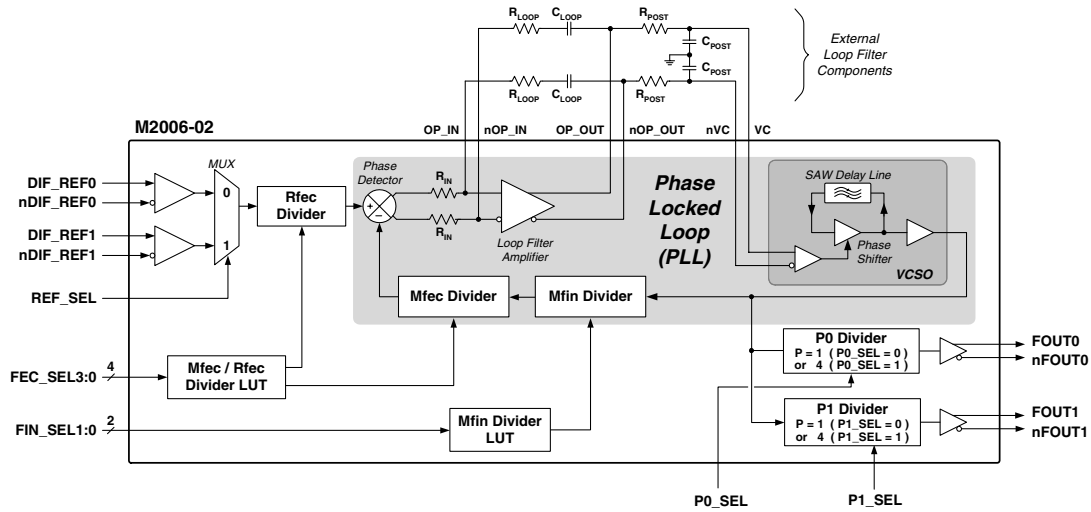 R_LOOP C_LOOP R_POST
C_POST
C_POST
R_LOOP C_LOOP R_POST
External
Loop Filter
Components
M2006-02
OP_IN nOP_IN OP_OUT nOP_OUT nVC VC
MUX
Phase
Detector
DIF_REF0
nDIF_REF0
0
DIF_REF1
nDIF_REF1
1
REF_SEL
Rfec
Divider
+
–
R_IN
R_IN
Loop Filter
Amplifier
Phase
Locked
Loop
(PLL)
SAW Delay Line
Phase
Shifter
VCSO
Mfec Divider
Mfin Divider
FEC_SEL3:0
4
Mfec / Rfec
Divider LUT
FIN_SEL1:0
2
Mfin Divider
LUT
P0 Divider
P = 1 ( P0_SEL = 0 )
or 4 ( P0_SEL = 1 )
FOUT0
nFOUT0
P1 Divider
P = 1 ( P1_SEL = 0 )
or 4 ( P1_SEL = 1 )
FOUT1
nFOUT1
P0_SEL
P1_SEL